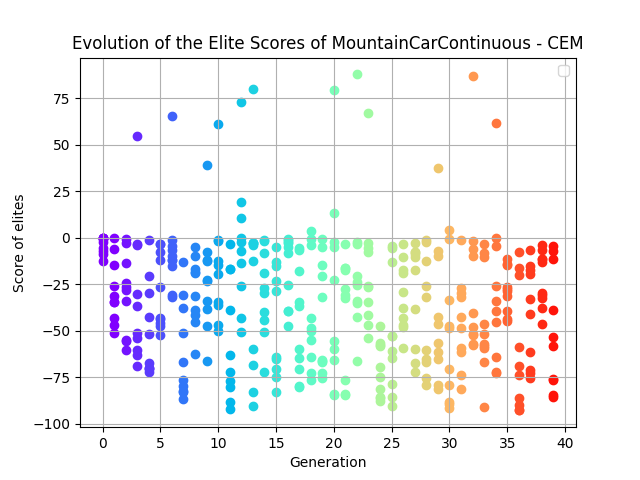 Evolution of the Elite Scores of MountainCarContinuous - CEM
75
50
25
0
−25
−50
−75
−100
Score of elites
0 5 10 15 20 25 30 35 40
Generation